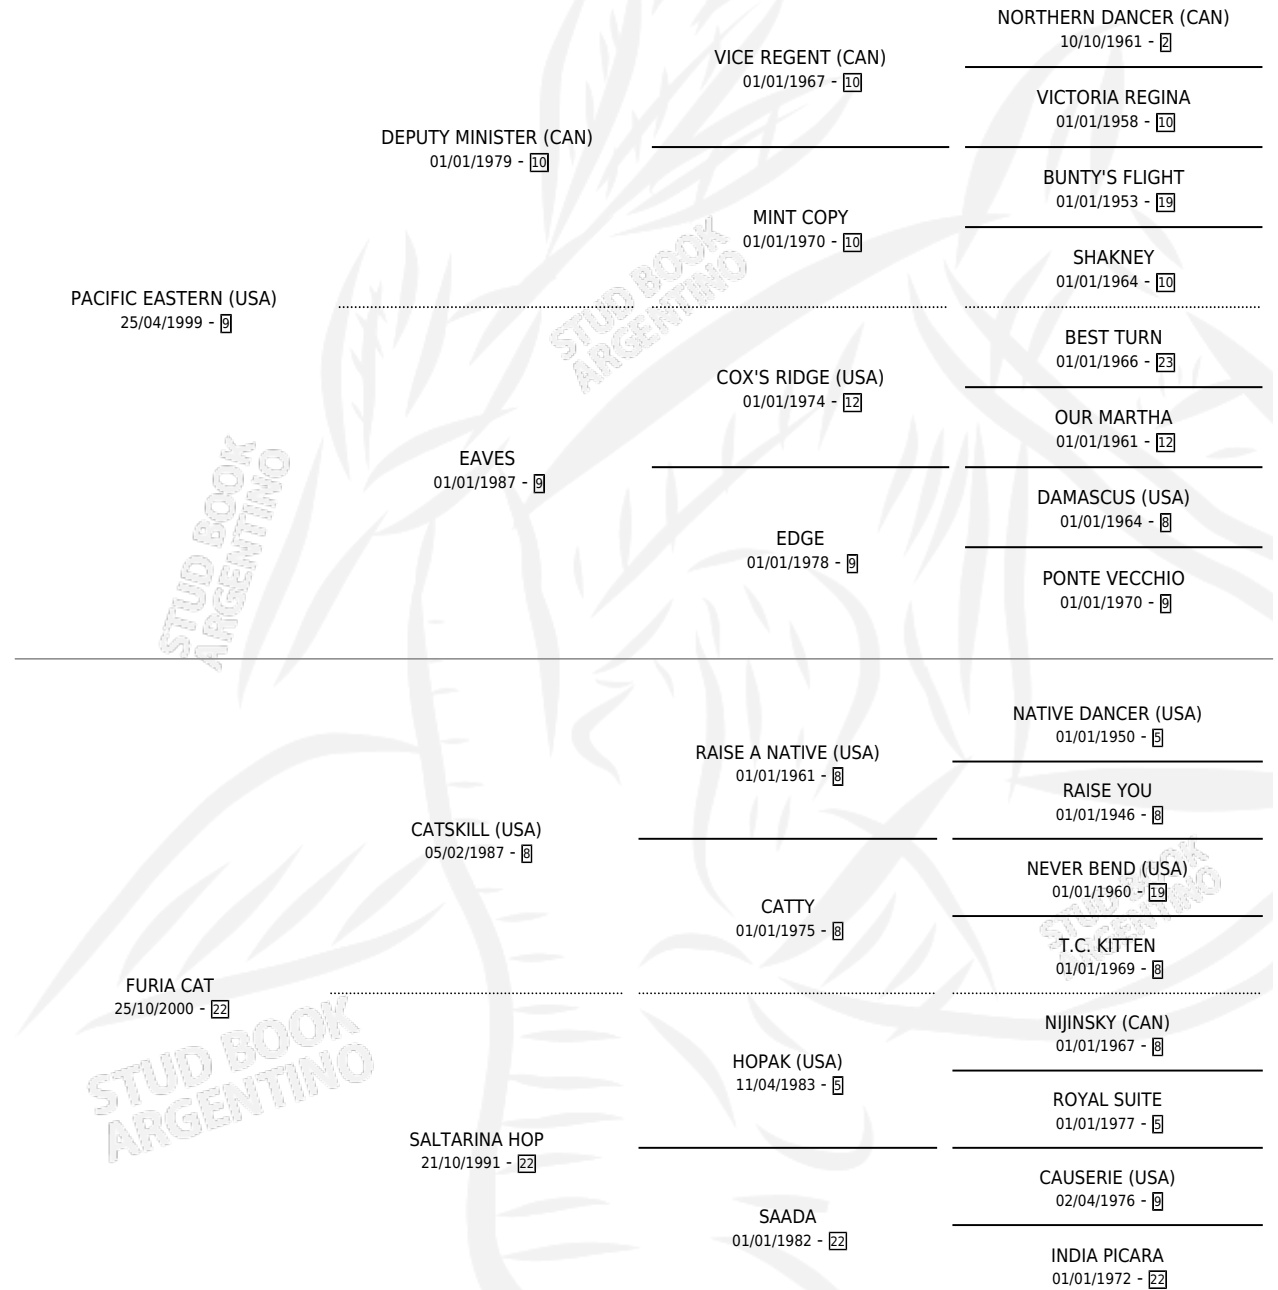 NORTHERN DANCER (CAN)
10/10/1961 - 2
VICE REGENT (CAN)
01/01/1967 - 10
VICTORIA REGINA
01/01/1958 - 10
DEPUTY MINISTER (CAN)
01/01/1979 - 10
BUNTY'S FLIGHT
01/01/1953 - 19
MINT COPY
01/01/1970 - 10
SHAKNEY
01/01/1964 - 10
PACIFIC EASTERN (USA)
25/04/1999 - 9
STUD BOOK
ARGENTINO
BEST TURN
01/01/1966 - 23
COX'S RIDGE (USA)
01/01/1974 - 12
OUR MARTHA
01/01/1961 - 12
EAVES
01/01/1987 - 9
DAMASCUS (USA)
01/01/1964 - 8
EDGE
01/01/1978 - 9
PONTE VECCHIO
01/01/1970 - 9
STUD BOOK
ARGENTINO
NATIVE DANCER (USA)
01/01/1950 - 5
RAISE A NATIVE (USA)
01/01/1961 - 8
RAISE YOU
01/01/1946 - 8
CATSKILL (USA)
05/02/1987 - 8
NEVER BEND (USA)
01/01/1960 - 19
CATTY
01/01/1975 - 8
STUD BOOK
ARGENTINO
T.C. KITTEN
01/01/1969 - 8
FURIA CAT
25/10/2000 - 22
NIJINSKY (CAN)
01/01/1967 - 8
HOPAK (USA)
11/04/1983 - 5
ROYAL SUITE
01/01/1977 - 5
STUD BOOK
ARGENTINO
SALTARINA HOP
21/10/1991 - 22
CAUSERIE (USA)
02/04/1976 - 9
SAADA
01/01/1982 - 22
INDIA PICARA
01/01/1972 - 22